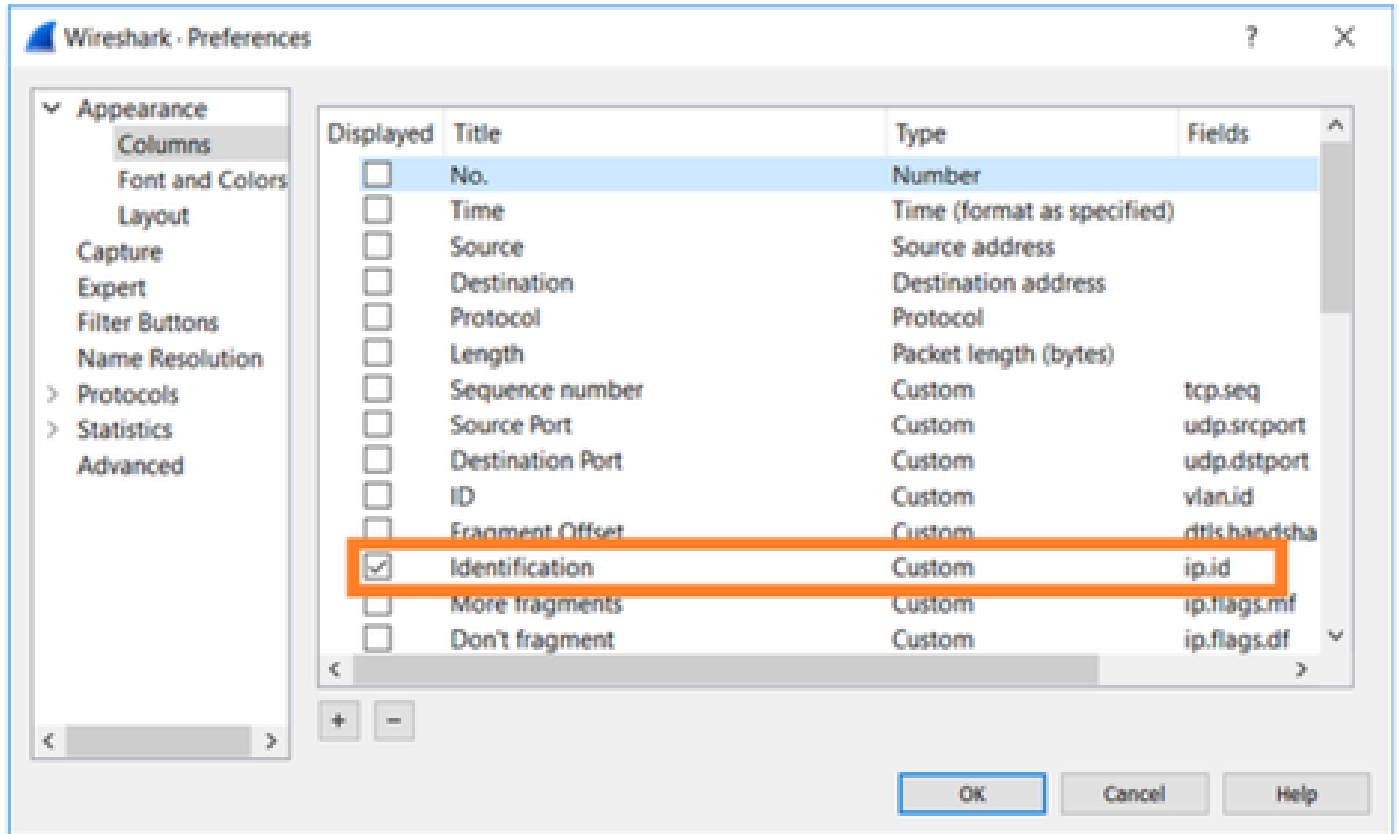 Wireshark · Preferences
? X
Appearance
Columns
Font and Colors
Layout
Capture
Expert
Filter Buttons
Name Resolution
Protocols
Statistics
Advanced
Displayed Title Type Fields
No. Number
Time Time (format as specified)
Source Source address
Destination Destination address
Protocol Protocol
Length Packet length (bytes)
Sequence number Custom tcp.seq
Source Port Custom udp.srcport
Destination Port Custom udp.dstport
ID Custom vlan.id
Fragment Offset Custom dtls.handsha
Identification Custom ip.id
More fragments Custom ip.flags.mf
Don't fragment Custom ip.flags.df
+ −
OK Cancel Help